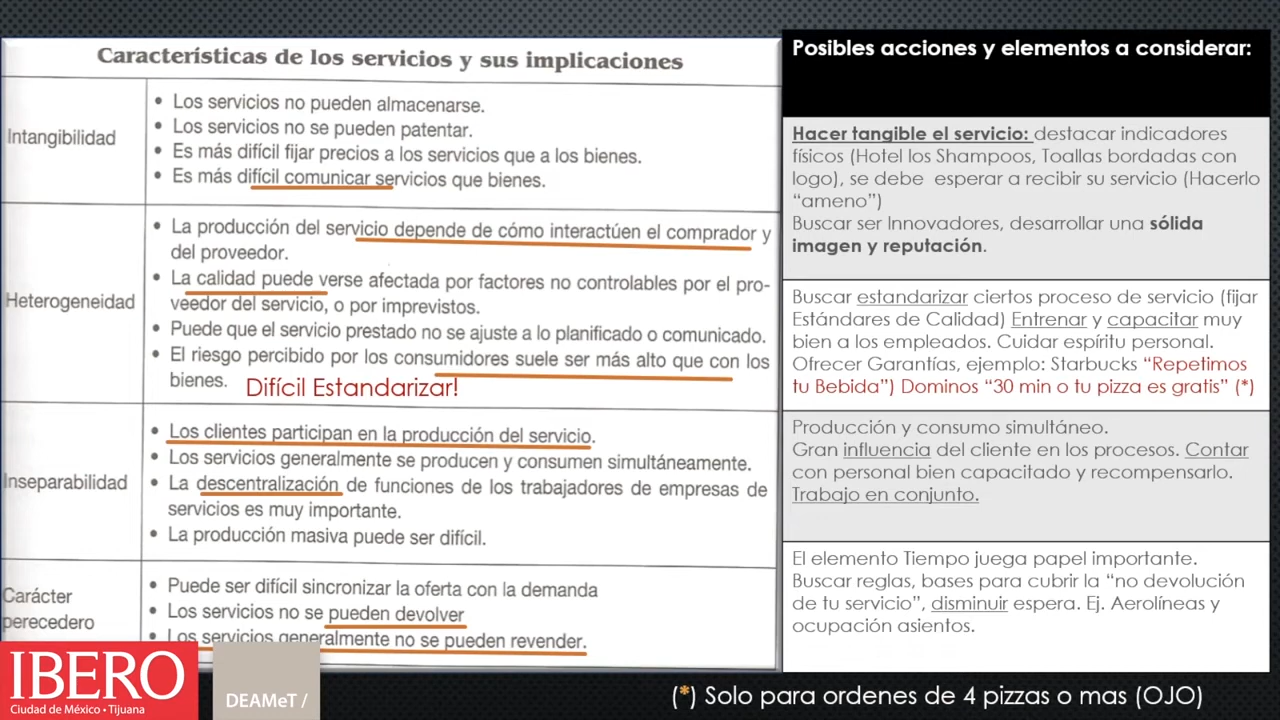 Características de los servicios y sus implicaciones
Intangibilidad
• Los servicios no pueden almacenarse.
• Los servicios no se pueden patentar.
• Es más difícil fijar precios a los servicios que a los bienes.
• Es más difícil comunicar servicios que bienes.
Heterogeneidad
• La producción del servicio depende de cómo interactúen el comprador y
del proveedor.
• La calidad puede verse afectada por factores no controlables por el pro-
veedor del servicio, o por imprevistos.
• Puede que el servicio prestado no se ajuste a lo planificado o comunicado.
• El riesgo percibido por los consumidores suele ser más alto que con los
bienes.
Difícil Estandarizar!
Inseparabilidad
• Los clientes participan en la producción del servicio.
• Los servicios generalmente se producen y consumen simultáneamente.
• La descentralización de funciones de los trabajadores de empresas de
servicios es muy importante.
• La producción masiva puede ser difícil.
Carácter
perecedero
• Puede ser difícil sincronizar la oferta con la demanda
• Los servicios no se pueden devolver
• Los servicios generalmente no se pueden revender.
Posibles acciones y elementos a considerar:
Hacer tangible el servicio: destacar indicadores
físicos (Hotel los Shampoos, Toallas bordadas con
logo), se debe esperar a recibir su servicio (Hacerlo
“ameno”)
Buscar ser Innovadores, desarrollar una sólida
imagen y reputación.
Buscar estandarizar ciertos proceso de servicio (fijar
Estándares de Calidad) Entrenar y capacitar muy
bien a los empleados. Cuidar espíritu personal.
Ofrecer Garantías, ejemplo: Starbucks “Repetimos
tu Bebida”) Dominos “30 min o tu pizza es gratis” (*)
Producción y consumo simultáneo.
Gran influencia del cliente en los procesos. Contar
con personal bien capacitado y recompensarlo.
Trabajo en conjunto.
El elemento Tiempo juega papel importante.
Buscar reglas, bases para cubrir la “no devolución
de tu servicio”, disminuir espera. Ej. Aerolíneas y
ocupación asientos.
IBERO
Ciudad de México • Tijuana
DEAMeT /
(*) Solo para ordenes de 4 pizzas o mas (OJO)